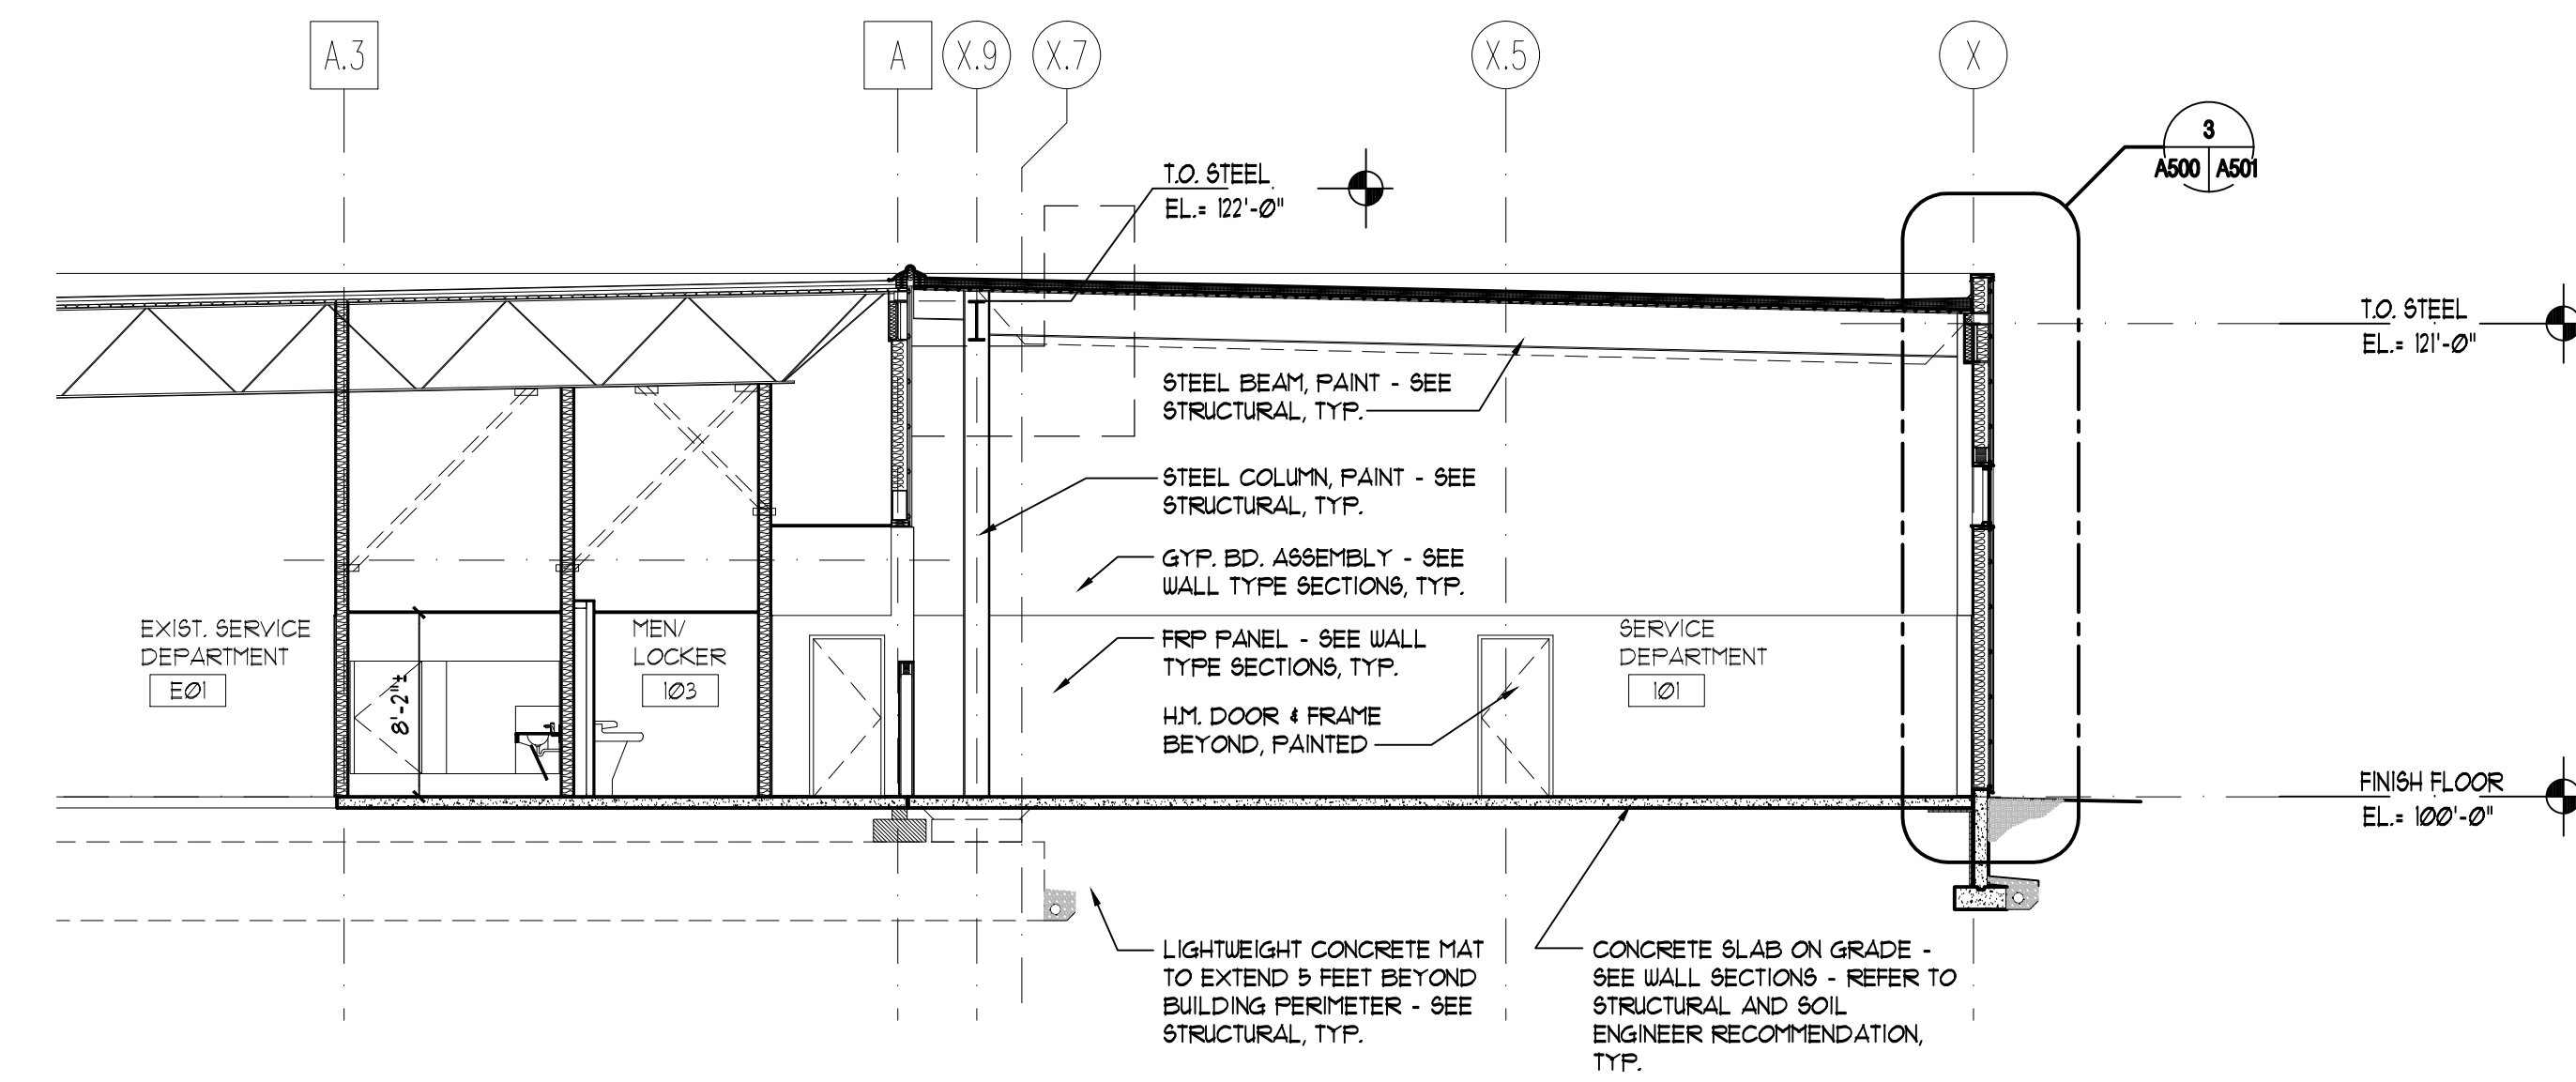 A.3
A
X.9
X.7
X.5
X
3
A500
A501
T.O. STEEL
EL.= 122'-0"
T.O. STEEL
EL.= 121'-0"
STEEL BEAM, PAINT - SEE
STRUCTURAL, TYP.
STEEL COLUMN, PAINT - SEE
STRUCTURAL, TYP.
GYP. BD. ASSEMBLY - SEE
WALL TYPE SECTIONS, TYP.
EXIST. SERVICE
DEPARTMENT
E01
8'-2"±
MEN/
LOCKER
103
FRP PANEL - SEE WALL
TYPE SECTIONS, TYP.
H.M. DOOR & FRAME
BEYOND, PAINTED
SERVICE
DEPARTMENT
101
FINISH FLOOR
EL.= 100'-0"
LIGHTWEIGHT CONCRETE MAT
TO EXTEND 5 FEET BEYOND
BUILDING PERIMETER - SEE
STRUCTURAL, TYP.
CONCRETE SLAB ON GRADE -
SEE WALL SECTIONS - REFER TO
STRUCTURAL AND SOIL
ENGINEER RECOMMENDATION,
TYP.